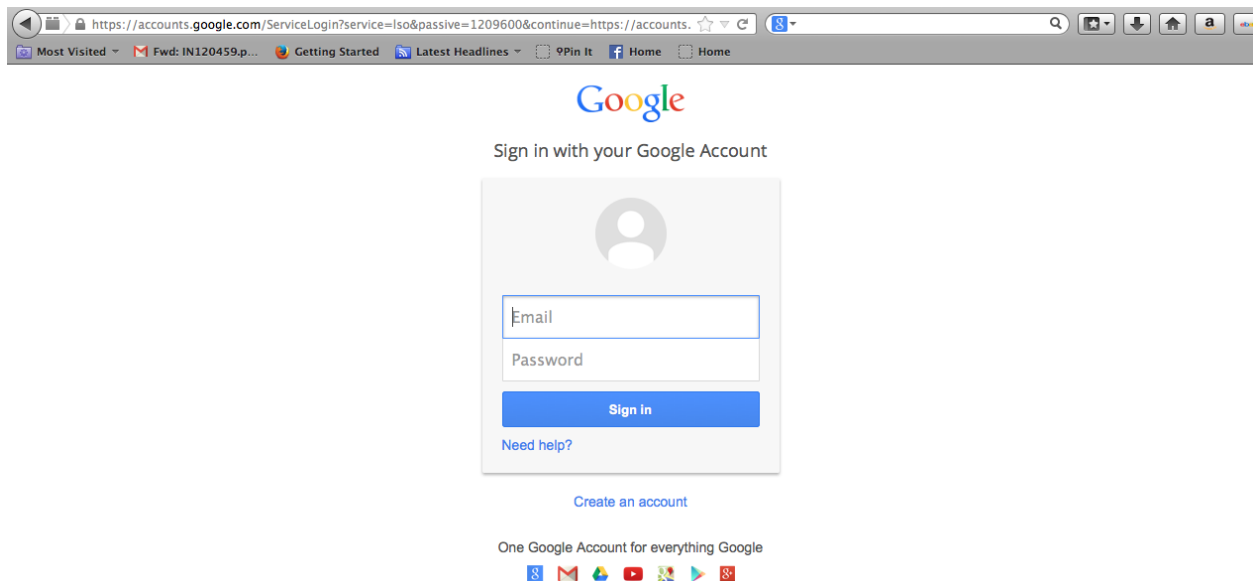 https://accounts.google.com/ServiceLogin?service=lso&passive=1209600&continue=https://accounts.
Most Visited Fwd: IN120459.p... Getting Started Latest Headlines Pin It Home Home
Google
Sign in with your Google Account
Email
Password
Sign in
Need help?
Create an account
One Google Account for everything Google